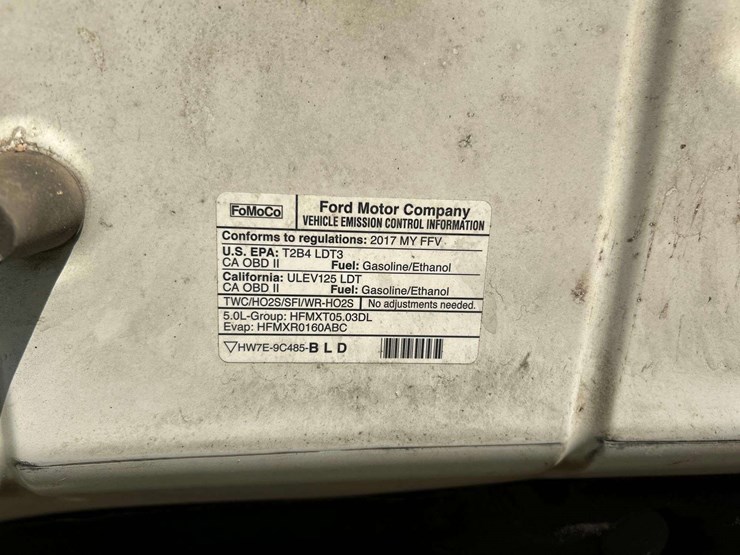 FoMoCo
Ford Motor Company
VEHICLE EMISSION CONTROL INFORMATION
Conforms to regulations: 2017 MY FFV
U.S. EPA: T2B4 LDT3
CA OBD II Fuel: Gasoline/Ethanol
California: ULEV125 LDT
CA OBD II Fuel: Gasoline/Ethanol
TWC/HO2S/SFI/WR-HO2S No adjustments needed.
5.0L-Group: HFMXT05.03DL
Evap: HFMXR0160ABC
HW7E-9C485-B L D